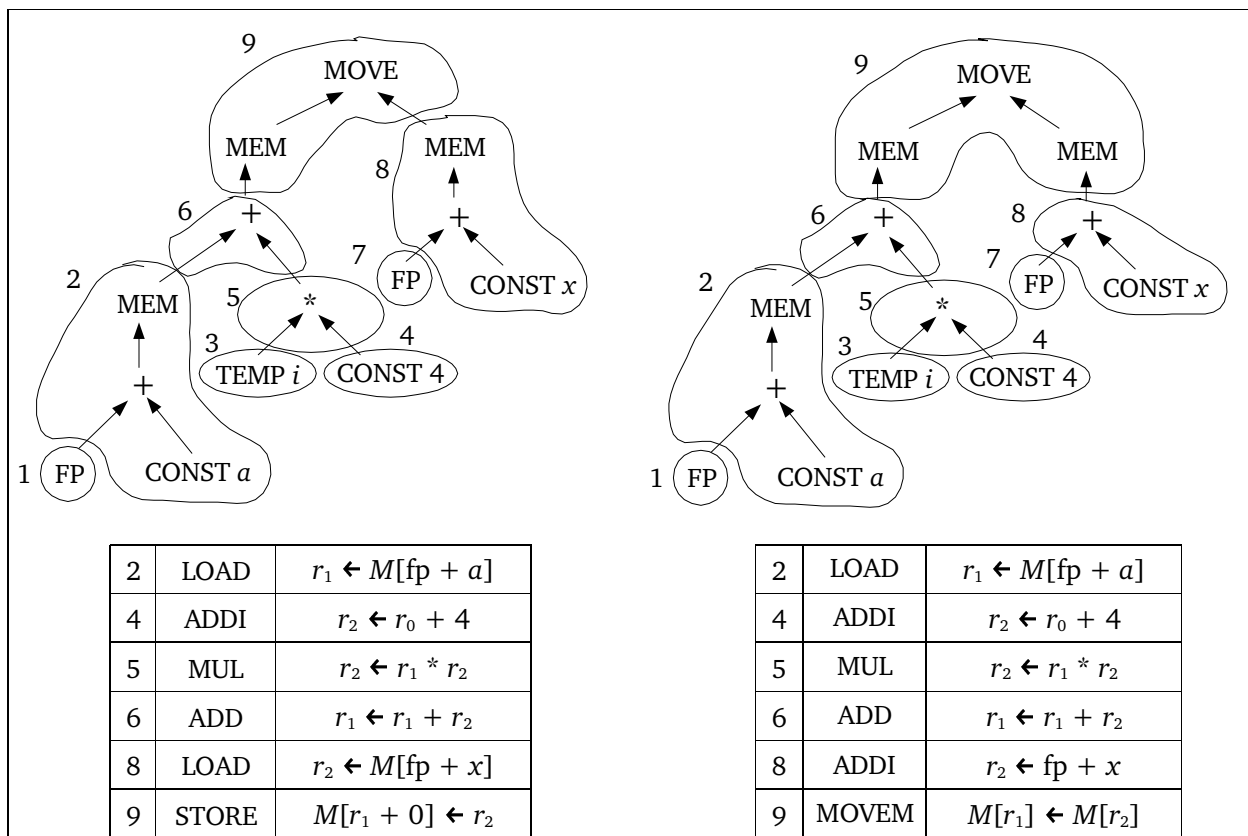 9
MOVE
MEM
MEM
8
6
+
+
7
FP
CONST x
2
MEM
5
*
3
4
TEMP i
CONST 4
+
1
FP
CONST a
9
MOVE
MEM
MEM
6
+
8
+
7
FP
CONST x
2
MEM
5
*
3
4
TEMP i
CONST 4
+
1
FP
CONST a
2 LOAD r₁ ← M[fp + a]
4 ADDI r₂ ← r₀ + 4
5 MUL r₂ ← r₁ * r₂
6 ADD r₁ ← r₁ + r₂
8 LOAD r₂ ← M[fp + x]
9 STORE M[r₁ + 0] ← r₂
2 LOAD r₁ ← M[fp + a]
4 ADDI r₂ ← r₀ + 4
5 MUL r₂ ← r₁ * r₂
6 ADD r₁ ← r₁ + r₂
8 ADDI r₂ ← fp + x
9 MOVEM M[r₁] ← M[r₂]